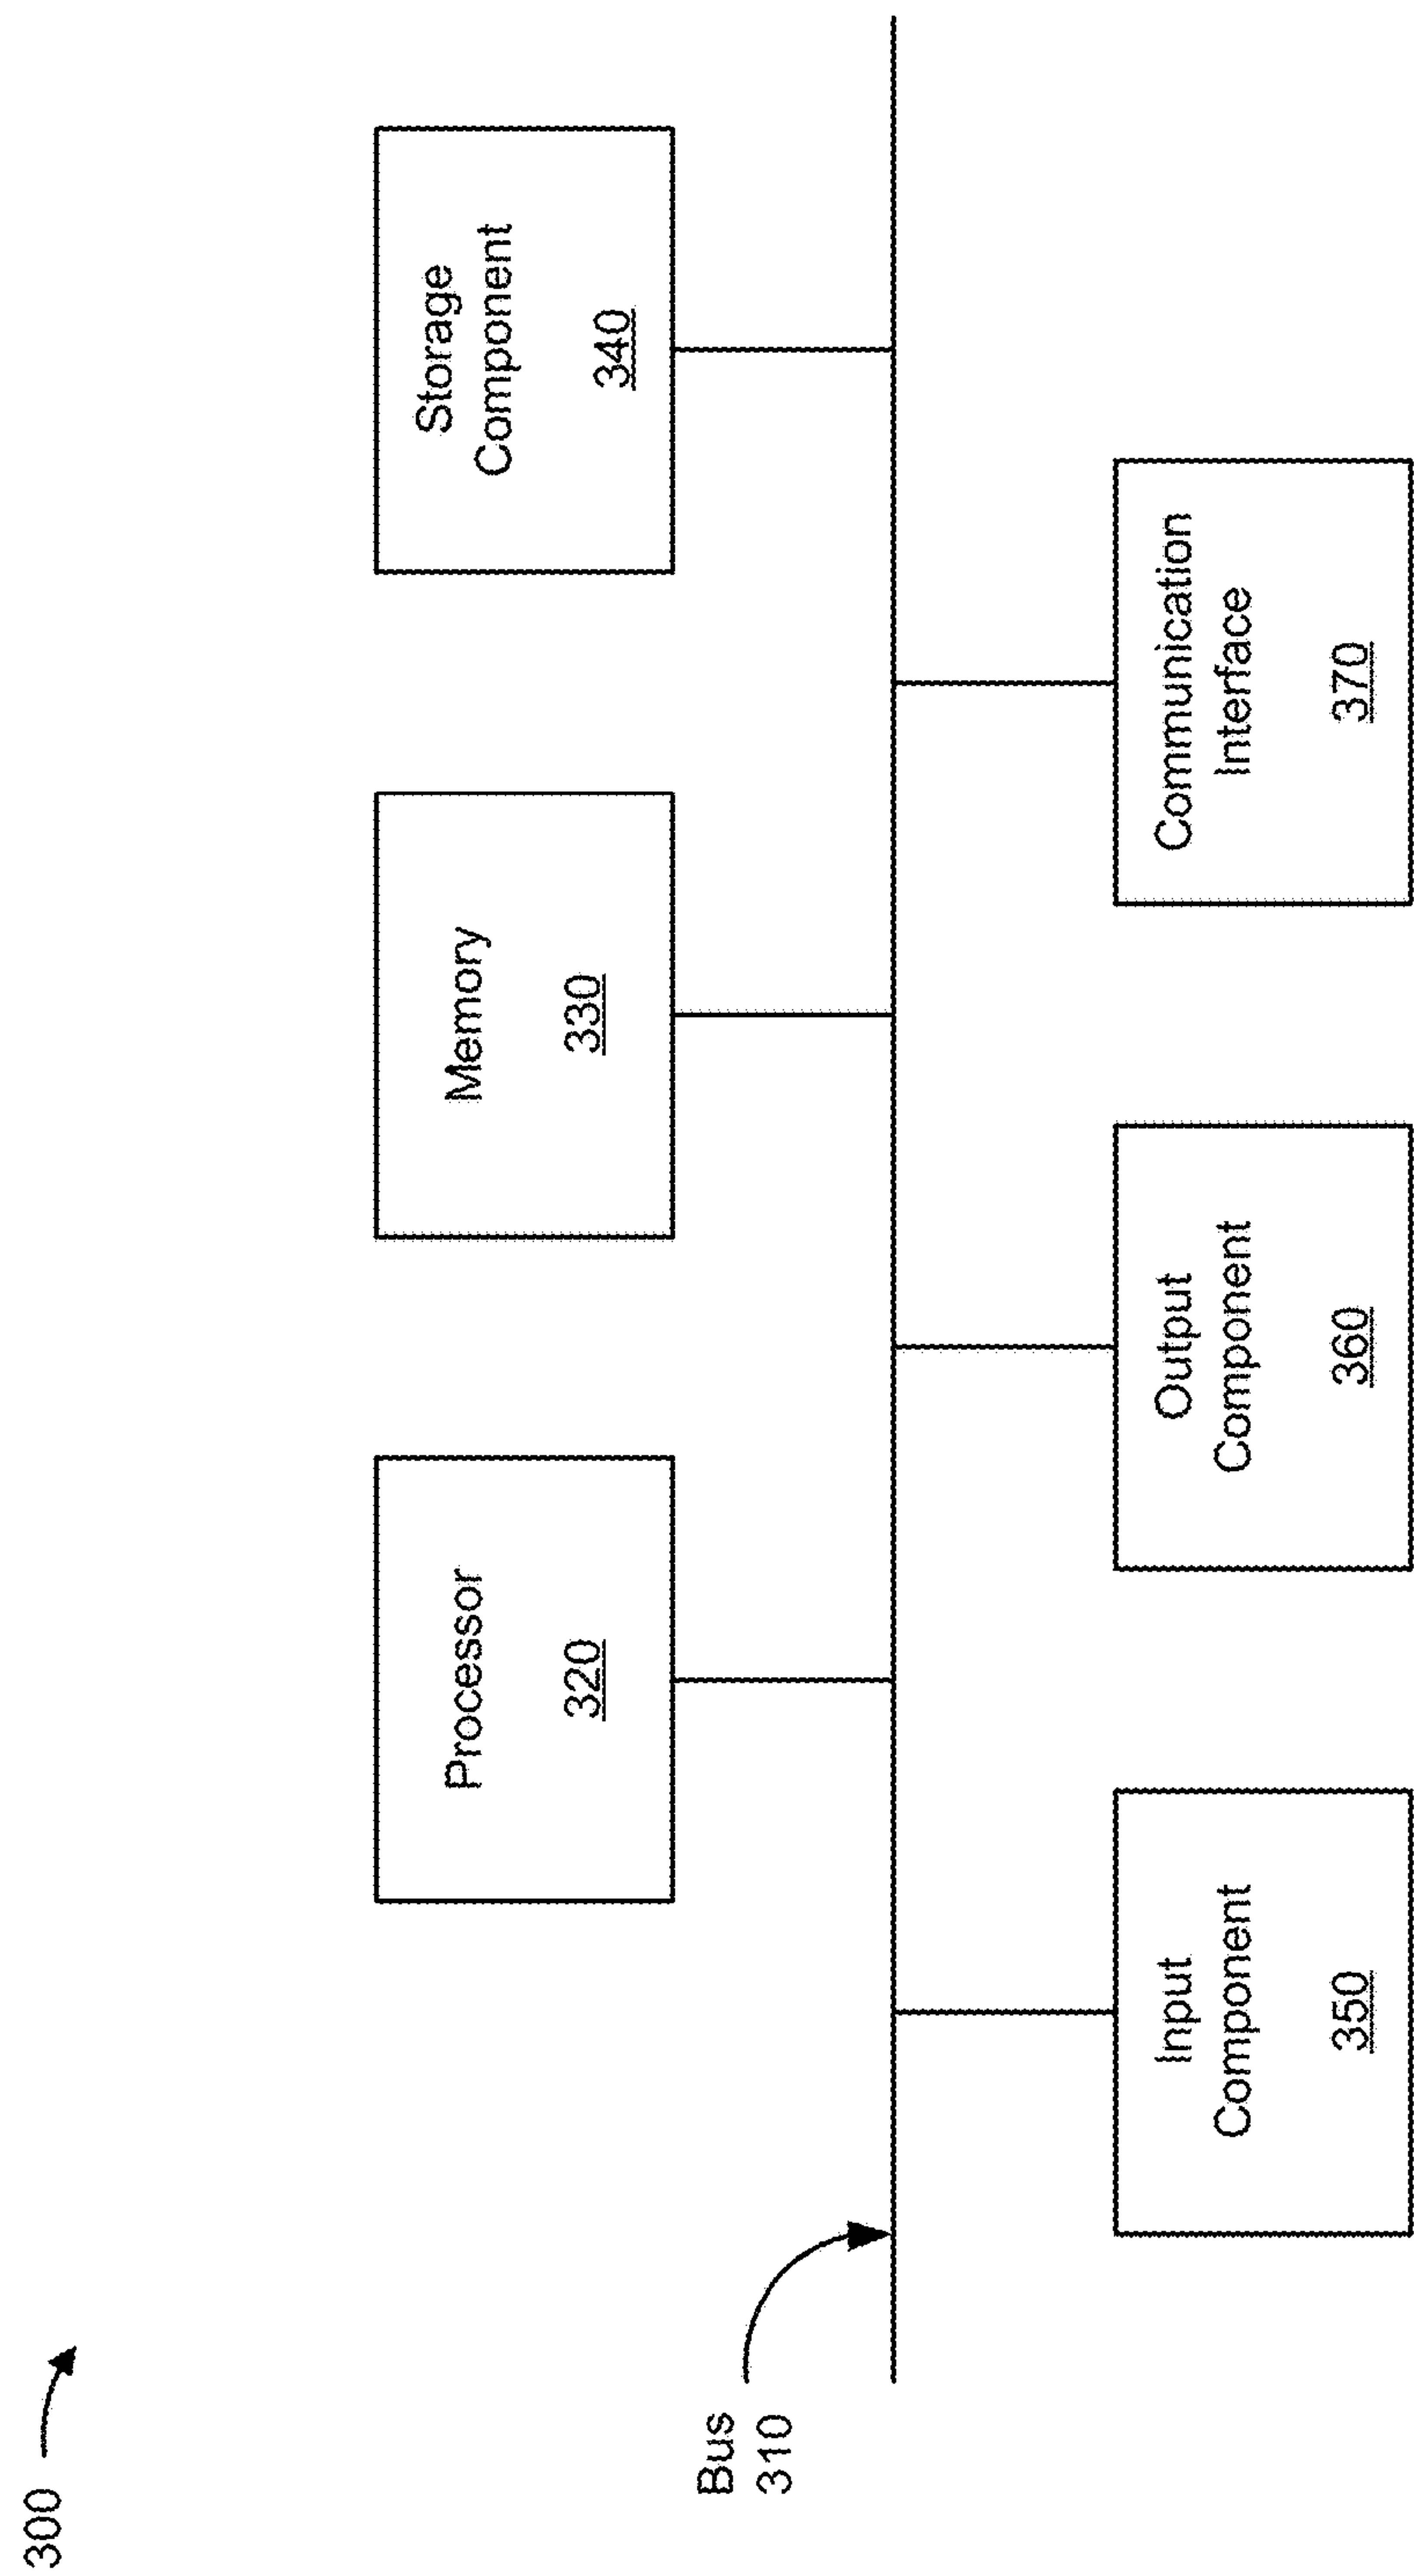 300
Bus
310
Processor
320
Memory
330
Storage
Component
340
Input
Component
350
Output
Component
360
Communication
Interface
370